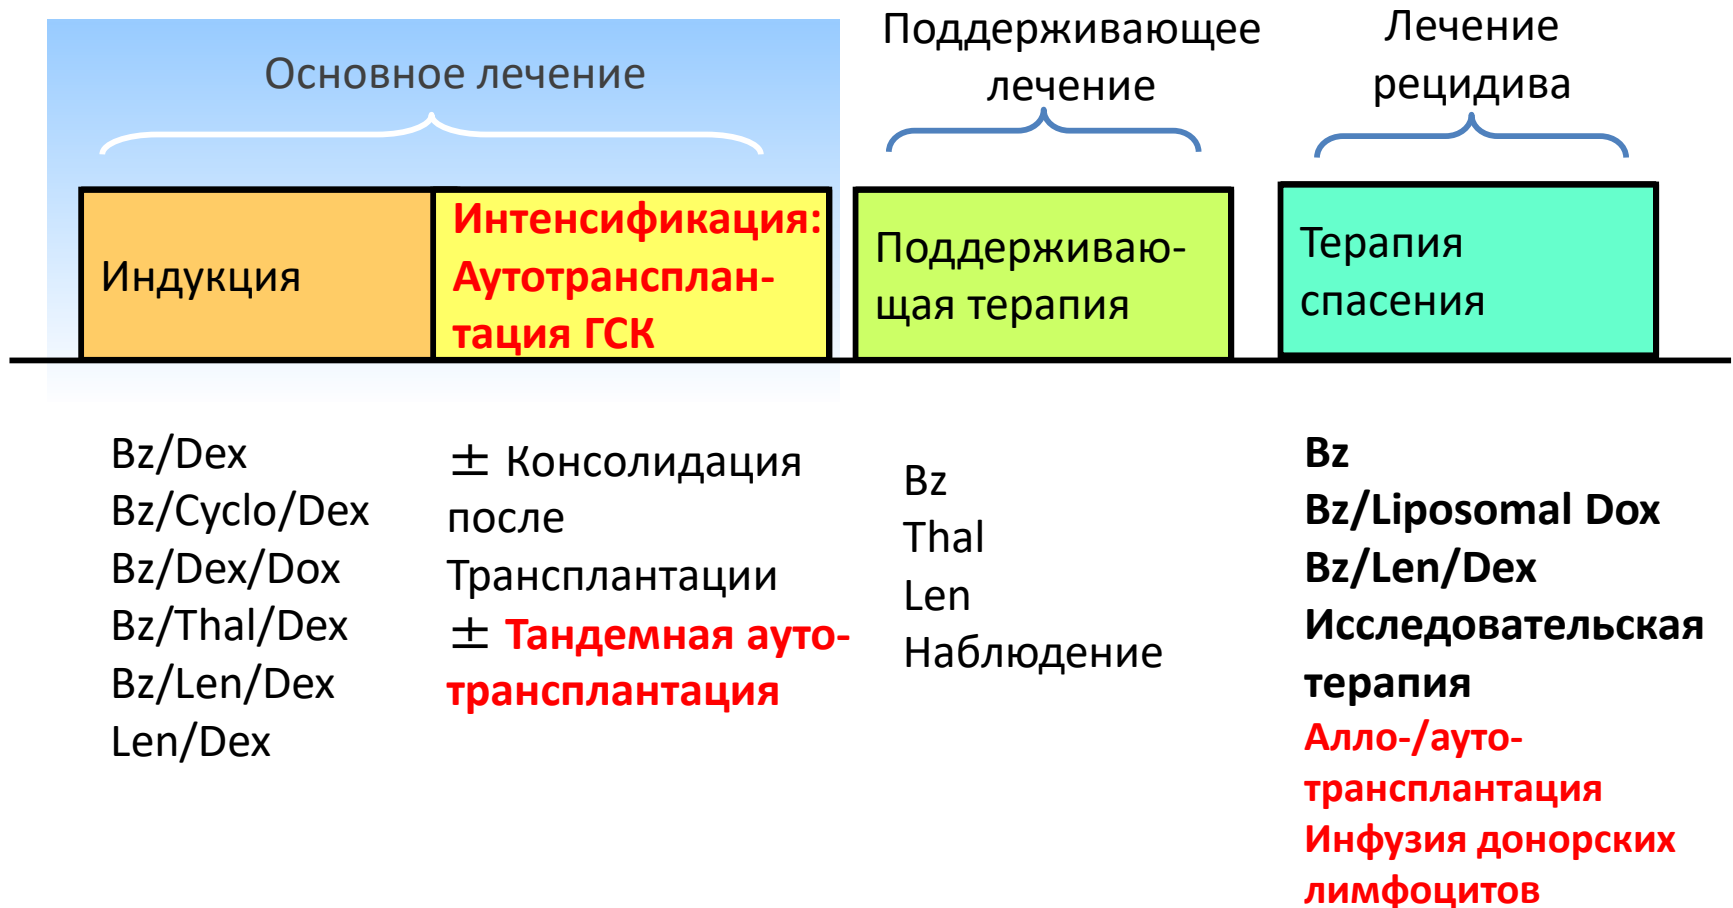 Основное лечение
Поддерживающее
лечение
Лечение
рецидива
Индукция
Интенсификация:
Аутотрансплан-
тация ГСК
Поддерживаю-
щая терапия
Терапия
спасения
Bz/Dex
Bz/Cyclo/Dex
Bz/Dex/Dox
Bz/Thal/Dex
Bz/Len/Dex
Len/Dex
± Консолидация
после
Трансплантации
± Тандемная ауто-
трансплантация
Bz
Thal
Len
Наблюдение
Bz
Bz/Liposomal Dox
Bz/Len/Dex
Исследовательская
терапия
Алло-/ауто-
трансплантация
Инфузия донорских
лимфоцитов